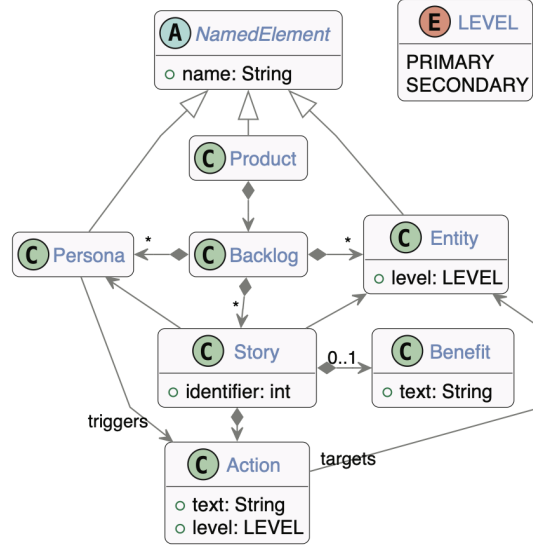 A NamedElement
name: String
E LEVEL
PRIMARY
SECONDARY
C Product
C Persona
*
C Backlog
*
C Entity
level: LEVEL
*
C Story
identifier: int
0..1
C Benefit
text: String
triggers
C Action
text: String
level: LEVEL
targets